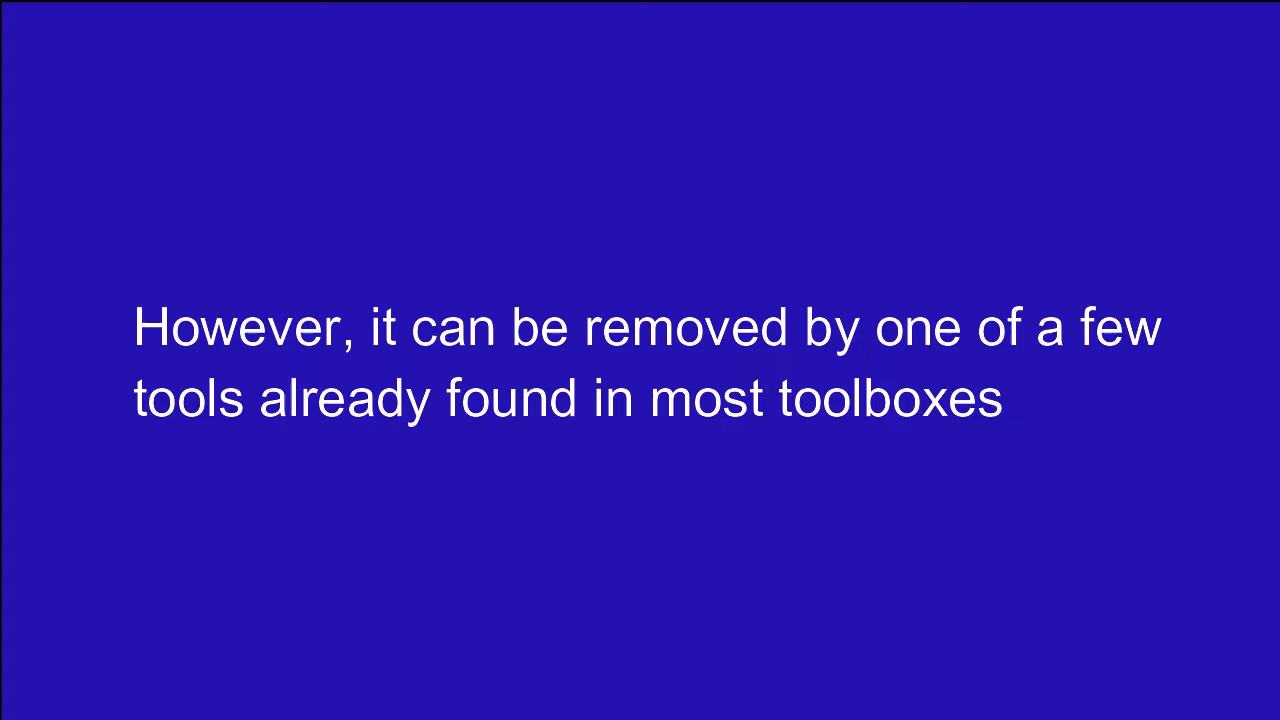 However, it can be removed by one of a few
tools already found in most toolboxes